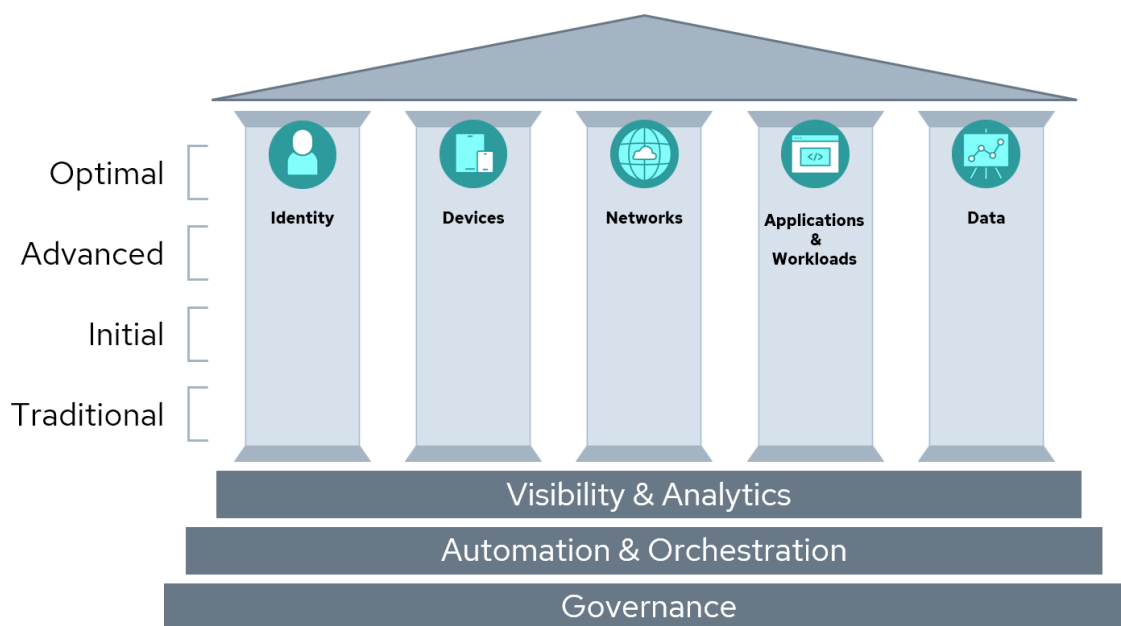 Optimal
Advanced
Initial
Traditional
Identity
Devices
Networks
Applications
&
Workloads
Data
</>
Visibility & Analytics
Automation & Orchestration
Governance